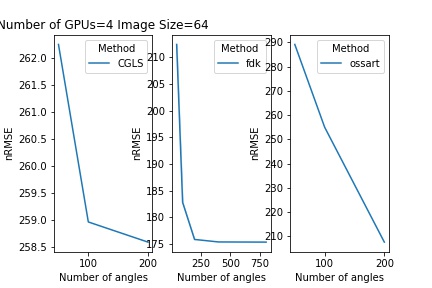 Number of GPUs=4 Image Size=64
nRMSE
262.0
261.5
261.0
260.5
260.0
259.5
259.0
258.5
Method
CGLS
100
200
Number of angles
nRMSE
210
205
200
195
190
185
180
175
Method
fdk
250
500
750
Number of angles
nRMSE
290
280
270
260
250
240
230
220
210
Method
ossart
100
200
Number of angles